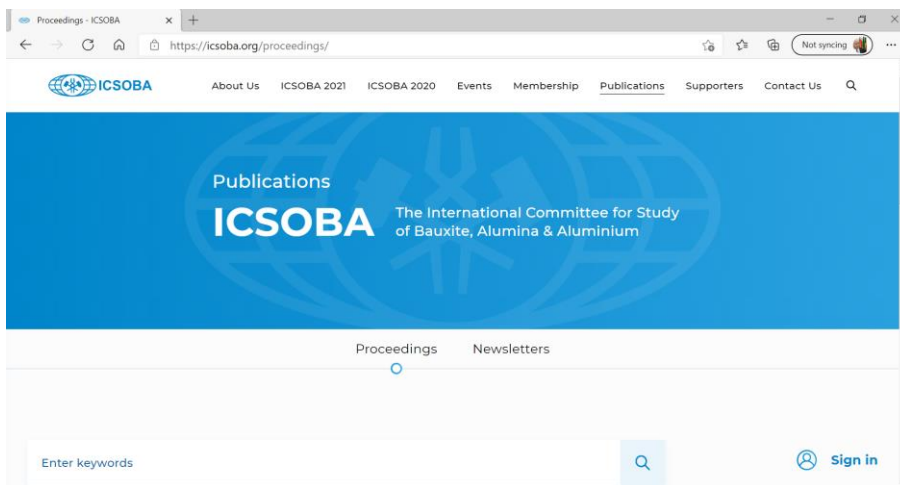 Proceedings - ICSOBA
https://icsoba.org/proceedings/
Not syncing
ICSOBA
About Us ICSOBA 2021 ICSOBA 2020 Events Membership Publications Supporters Contact Us
Publications
ICSOBA
The International Committee for Study
of Bauxite, Alumina & Aluminium
Proceedings Newsletters
Enter keywords
Sign in